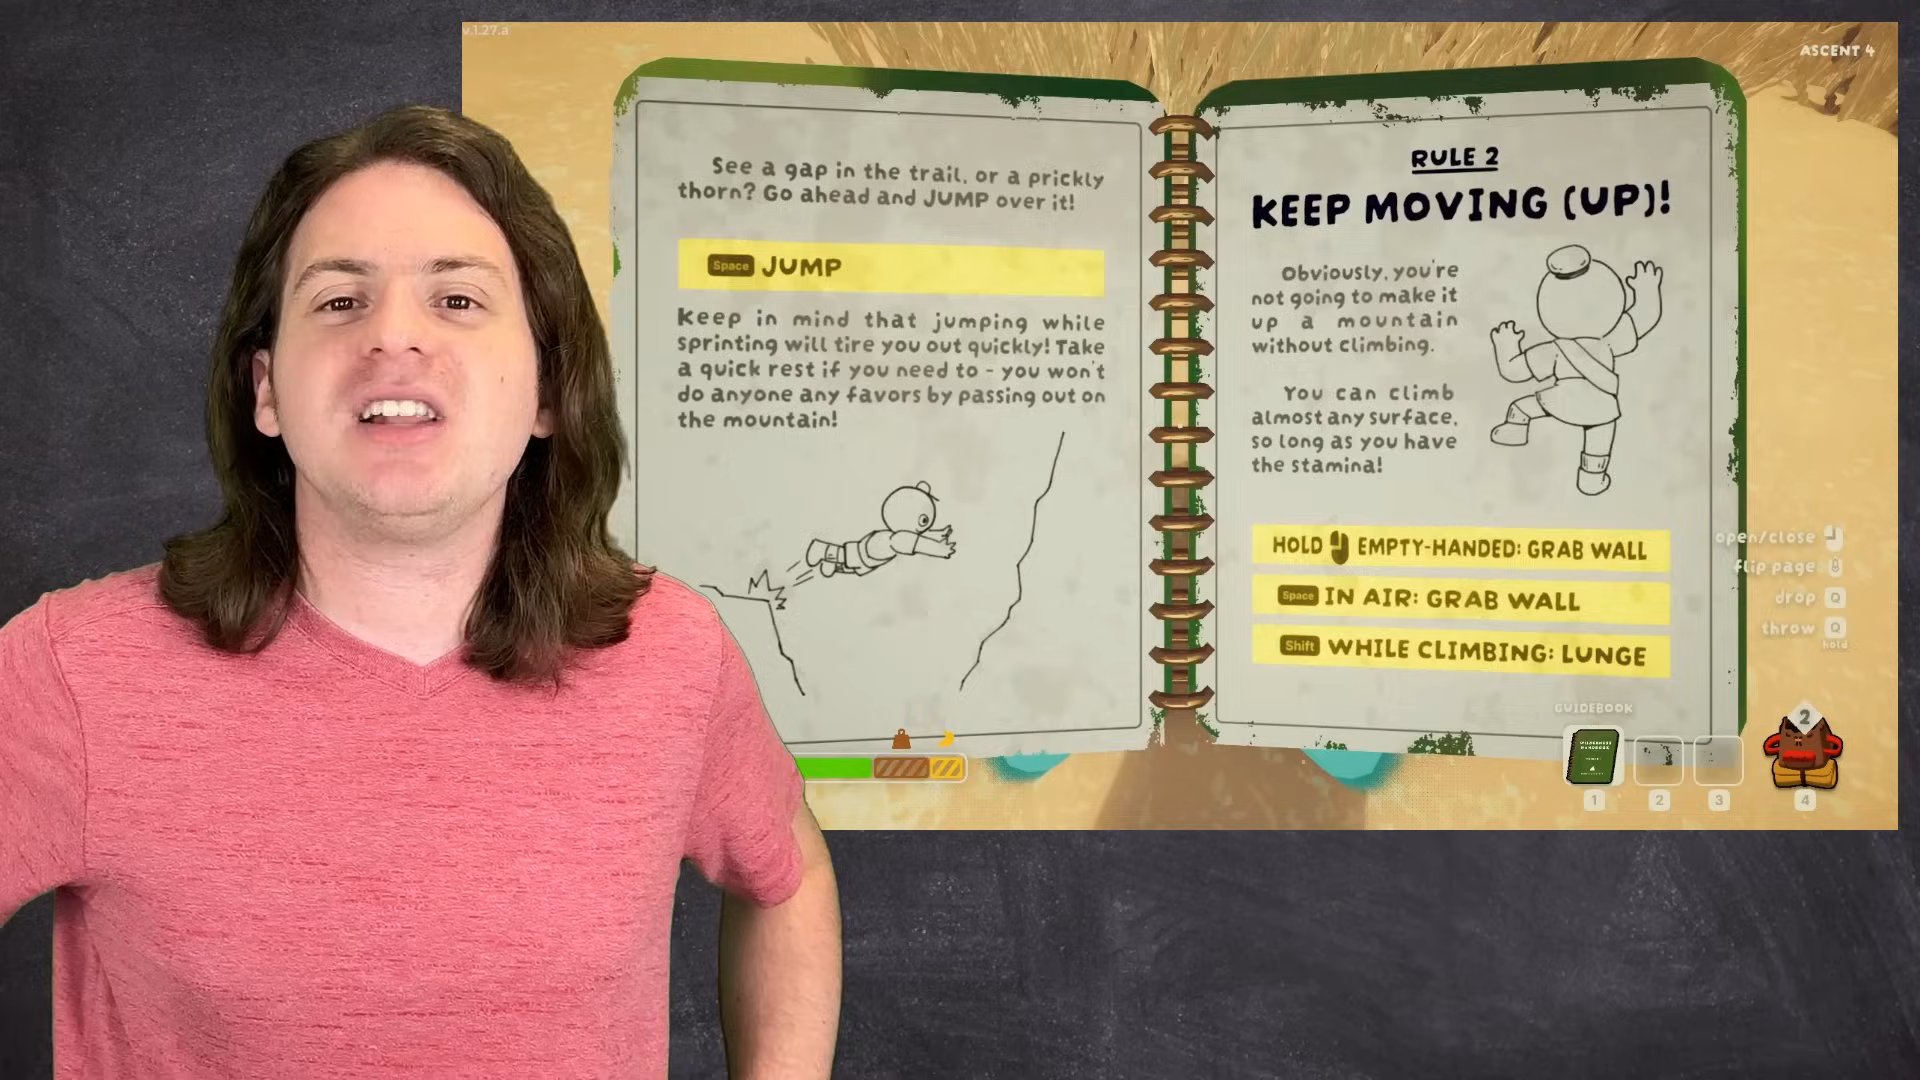 v.1.27.a
ASCENT 4
See a gap in the trail, or a prickly
thorn? Go ahead and JUMP over it!
Space JUMP
Keep in mind that jumping while
sprinting will tire you out quickly! Take
a quick rest if you need to - you won't
do anyone any favors by passing out on
the mountain!
RULE 2
KEEP MOVING (UP)!
Obviously, you're
not going to make it
up a mountain
without climbing.
You can climb
almost any surface,
so long as you have
the stamina!
HOLD EMPTY-HANDED: GRAB WALL
Space IN AIR: GRAB WALL
Shift WHILE CLIMBING: LUNGE
open/close
flip page
drop Q
throw Q
hold
GUIDEBOOK
2
1 2 3 4